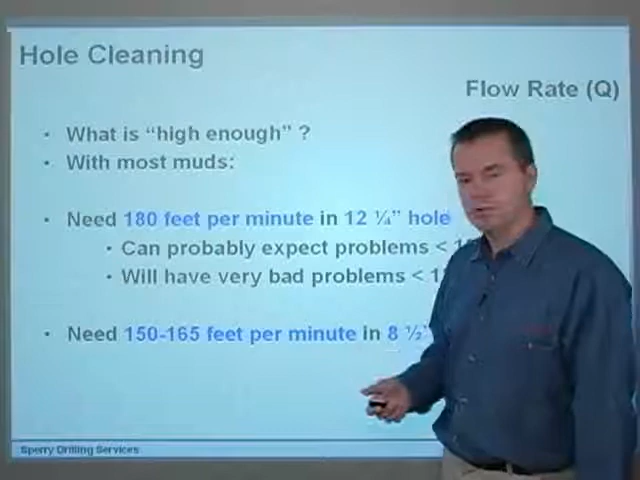 Hole Cleaning
Flow Rate (Q)
• What is “high enough” ?
• With most muds:
• Need 180 feet per minute in 12 ¼” hole
• Can probably expect problems < 1
• Will have very bad problems < 1
• Need 150-165 feet per minute in 8 ½”
Sperry Drilling Services